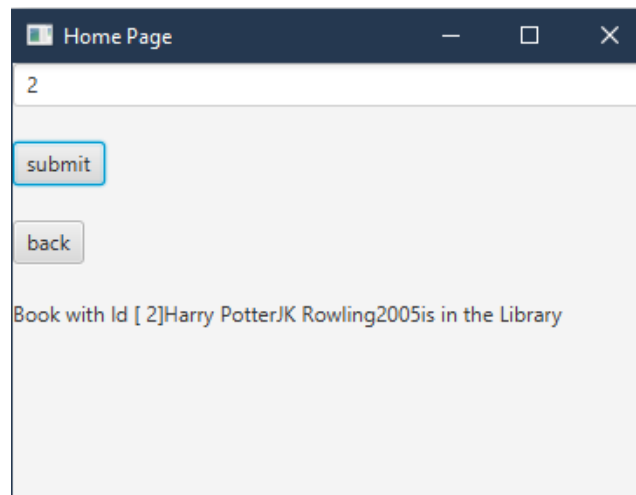 Home Page
2
submit
back
Book with Id [ 2]Harry PotterJK Rowling2005is in the Library